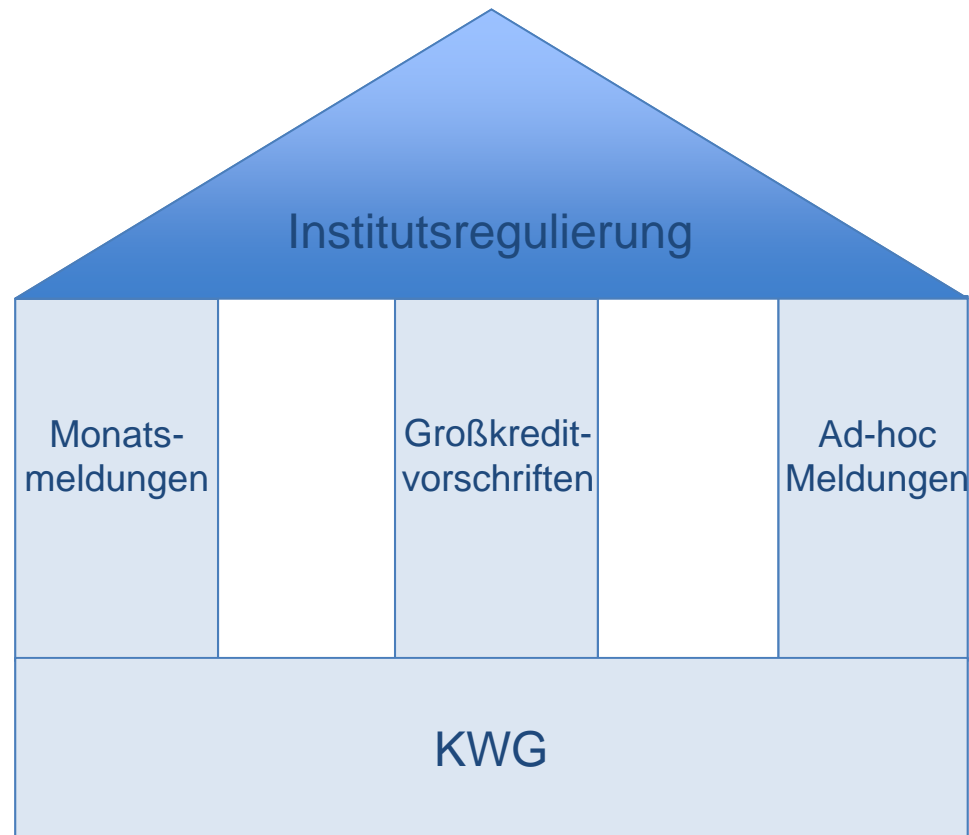 Institutsregulierung
Monats-
meldungen
Großkredit-
vorschriften
Ad-hoc
Meldungen
KWG